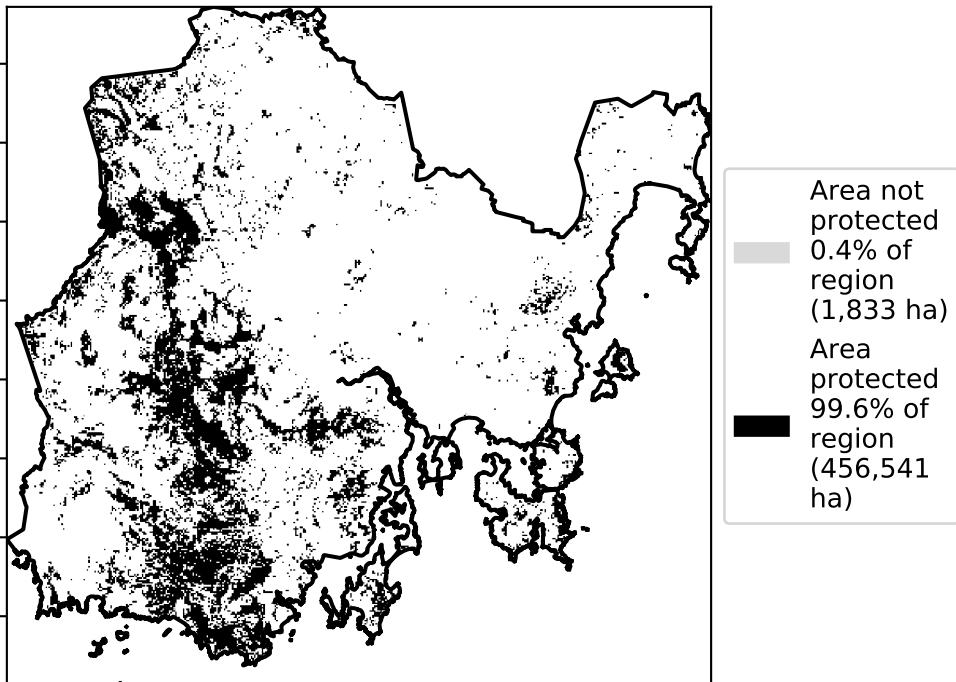 Area not
protected
0.4% of
region
(1,833 ha)
Area
protected
99.6% of
region
(456,541
ha)